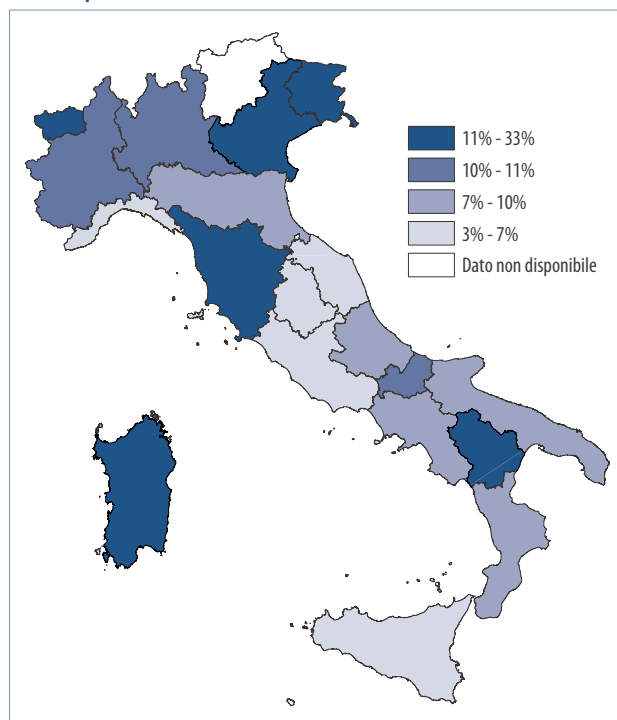 11% - 33%
10% - 11%
7% - 10%
3% - 7%
Dato non disponibile